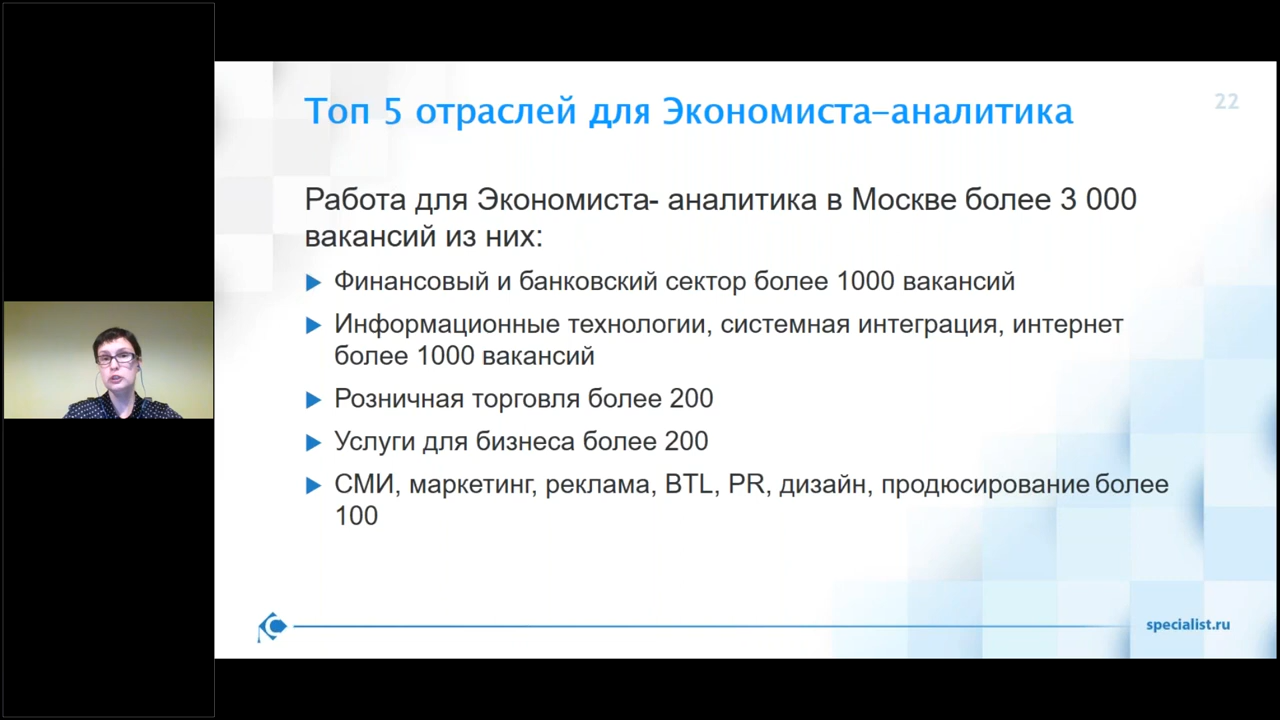 Топ 5 отраслей для Экономиста-аналитика
22
Работа для Экономиста- аналитика в Москве более 3 000
вакансий из них:
Финансовый и банковский сектор более 1000 вакансий
Информационные технологии, системная интеграция, интернет
более 1000 вакансий
Розничная торговля более 200
Услуги для бизнеса более 200
СМИ, маркетинг, реклама, BTL, PR, дизайн, продюсирование более
100
specialist.ru